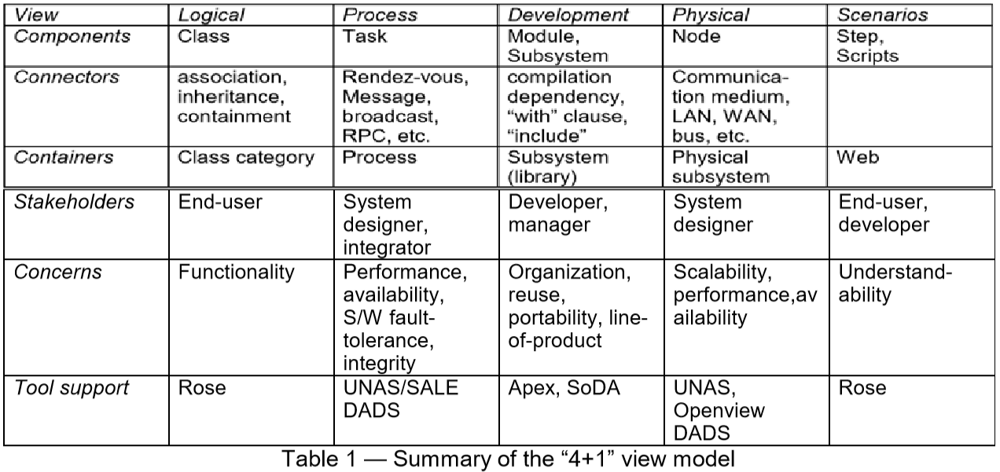 View Logical Process Development Physical Scenarios
Components Class Task Module, Node Step,
Subsystem Scripts
Connectors association, Rendez-vous, compilation Communica-
inheritance, Message, dependency, tion medium,
containment broadcast, “with” clause, LAN, WAN,
RPC, etc. “include” bus, etc.
Containers Class category Process Subsystem Physical Web
(library) subsystem
Stakeholders End-user System Developer, System End-user,
designer, manager designer developer
integrator
Concerns Functionality Performance, Organization, Scalability, Understand-
availability, reuse, performance,av ability
S/W fault- portability, line- ailability
tolerance, of-product
integrity
Tool support Rose UNAS/SALE Apex, SoDA UNAS, Rose
DADS Openview
DADS
Table 1 — Summary of the “4+1” view model